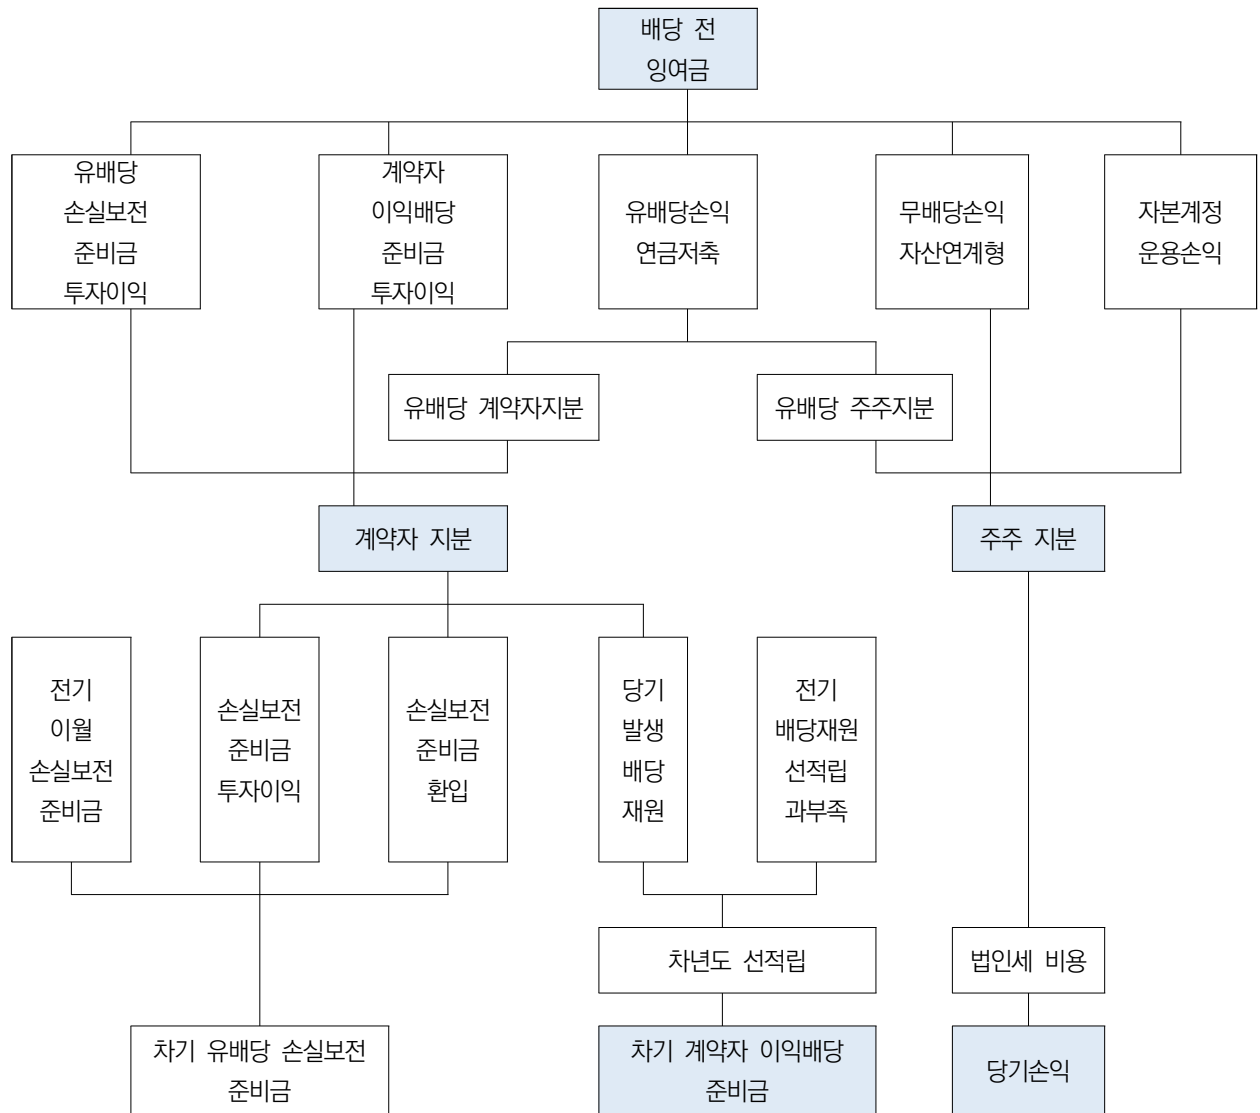 배당 전
잉여금
유배당
손실보전
준비금
투자이익
계약자
이익배당
준비금
투자이익
유배당손익
연금저축
무배당손익
자산연계형
자본계정
운용손익
유배당 계약자지분
유배당 주주지분
계약자 지분
주주 지분
전기
이월
손실보전
준비금
손실보전
준비금
투자이익
손실보전
준비금
환입
당기
발생
배당
재원
전기
배당재원
선적립
과부족
차년도 선적립
법인세 비용
차기 유배당 손실보전
준비금
차기 계약자 이익배당
준비금
당기손익